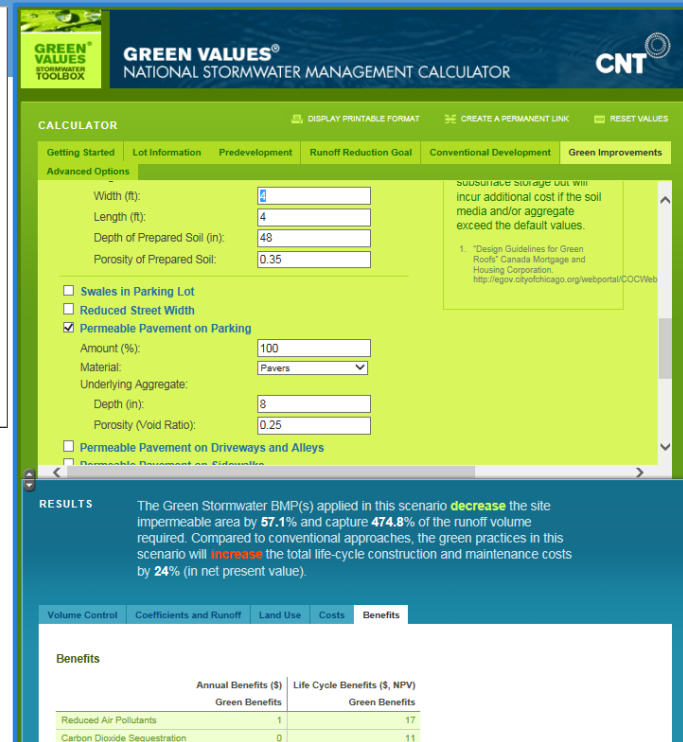 GREEN®
VALUES
STORMWATER
TOOLBOX
GREEN VALUES®
NATIONAL STORMWATER MANAGEMENT CALCULATOR
CNT®
CALCULATOR
DISPLAY PRINTABLE FORMAT
CREATE A PERMANENT LINK
RESET VALUES
Getting Started
Lot Information
Predevelopment
Runoff Reduction Goal
Conventional Development
Green Improvements
Advanced Options
Width (ft): 4
Length (ft): 4
Depth of Prepared Soil (in): 48
Porosity of Prepared Soil: 0.35
subsurface storage but will
incur additional cost if the soil
media and/or aggregate
exceed the default values.
1. "Design Guidelines for Green
Roofs" Canada Mortgage and
Housing Corporation.
http://egov.cityofchicago.org/webportal/COCWeb
Swales in Parking Lot
Reduced Street Width
Permeable Pavement on Parking
Amount (%): 100
Material: Pavers
Underlying Aggregate:
Depth (in): 8
Porosity (Void Ratio): 0.25
Permeable Pavement on Driveways and Alleys
Permeable Pavement on Sidewalks
RESULTS
The Green Stormwater BMP(s) applied in this scenario decrease the site
impermeable area by 57.1% and capture 474.8% of the runoff volume
required. Compared to conventional approaches, the green practices in this
scenario will increase the total life-cycle construction and maintenance costs
by 24% (in net present value).
Volume Control
Coefficients and Runoff
Land Use
Costs
Benefits
Benefits
Annual Benefits ($) Life Cycle Benefits ($, NPV)
Green Benefits Green Benefits
Reduced Air Pollutants 1 17
Carbon Dioxide Sequestration 0 11